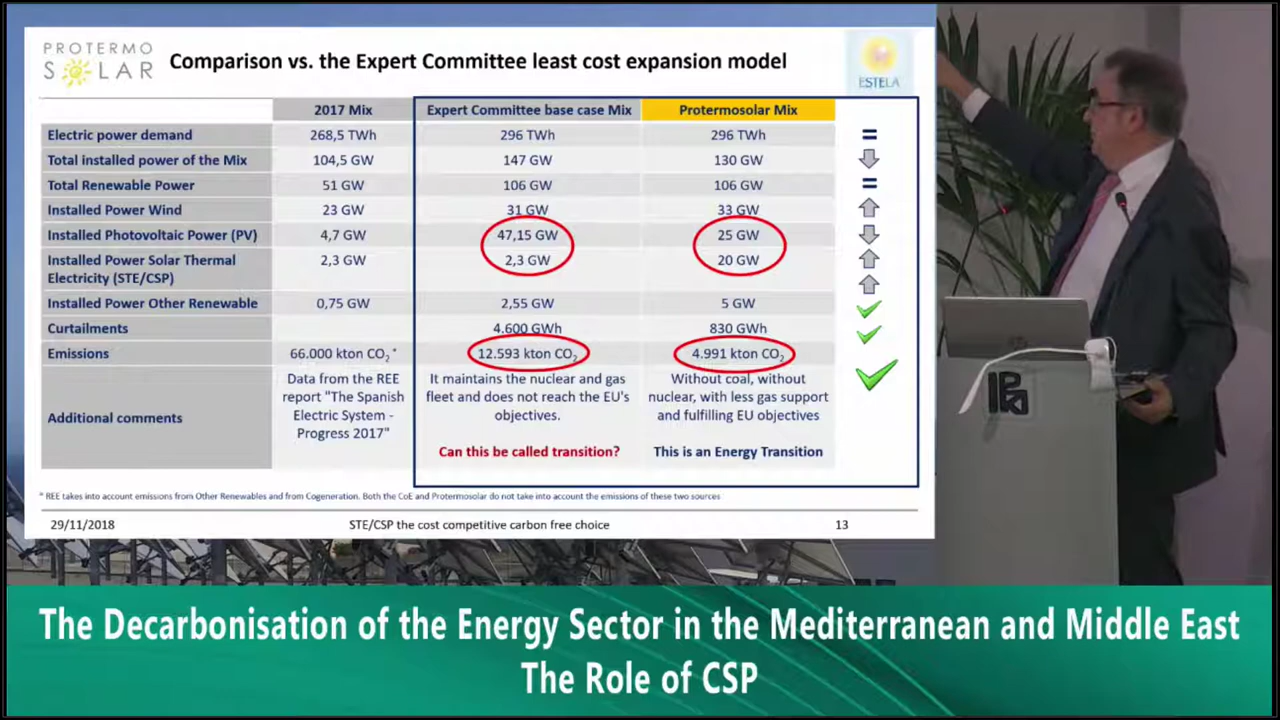 PROTERMO
SOLAR
Comparison vs. the Expert Committee least cost expansion model
ESTELA
2017 Mix Expert Committee base case Mix Protermosolar Mix
Electric power demand 268,5 TWh 296 TWh 296 TWh =
Total installed power of the Mix 104,5 GW 147 GW 130 GW
Total Renewable Power 51 GW 106 GW 106 GW =
Installed Power Wind 23 GW 31 GW 33 GW
Installed Photovoltaic Power (PV) 4,7 GW 47,15 GW 25 GW
Installed Power Solar Thermal 2,3 GW 2,3 GW 20 GW
Electricity (STE/CSP)
Installed Power Other Renewable 0,75 GW 2,55 GW 5 GW
Curtailments 4.600 GWh 830 GWh
Emissions 66.000 kton CO2* 12.593 kton CO2 4.991 kton CO2
Additional comments
Data from the REE
report "The Spanish
Electric System -
Progress 2017"
It maintains the nuclear and gas
fleet and does not reach the EU's
objectives.
Can this be called transition?
Without coal, without
nuclear, with less gas support
and fulfilling EU objectives
This is an Energy Transition
* REE takes into account emissions from Other Renewables and from Cogeneration. Both the CoE and Protermosolar do not take into account the emissions of these two sources
29/11/2018 STE/CSP the cost competitive carbon free choice 13
The Decarbonisation of the Energy Sector in the Mediterranean and Middle East
The Role of CSP